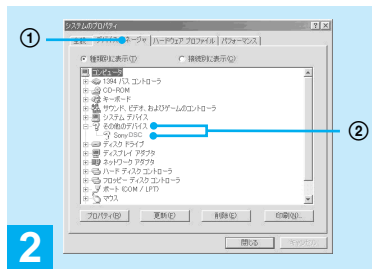 システムのプロパティ
① 全般 デバイス マネージャ ハードウェア プロファイル パフォーマンス
種類別に表示(T) 接続別に表示(C)
コンピュータ
1394 バス コントローラ
CD-ROM
キーボード
サウンド、ビデオ、およびゲームのコントローラ
システム デバイス
その他のデバイス
Sony DSC ②
ディスク ドライブ
ディスプレイ アダプタ
ネットワーク アダプタ
ハード ディスク コントローラ
フロッピー ディスク コントローラ
ポート (COM / LPT)
マウス
プロパティ(R) 更新(F) 削除(E) 印刷(N)...
閉じる キャンセル
2